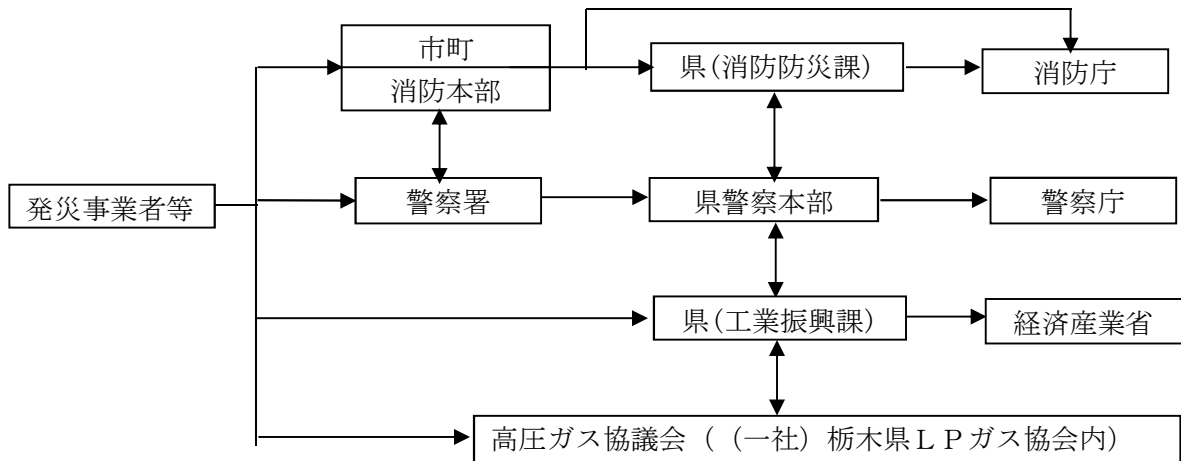 市町
消防本部
県(消防防災課)
消防庁
発災事業者等
警察署
県警察本部
警察庁
県(工業振興課)
経済産業省
高圧ガス協議会（（一社）栃木県ＬＰガス協会内）